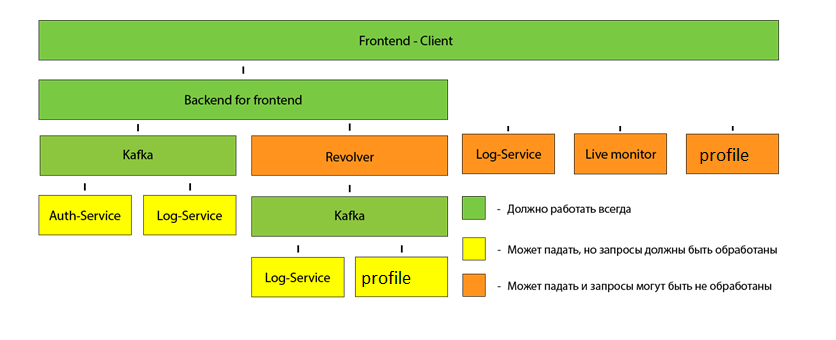 Frontend - Client
Backend for frontend
Kafka
Revolver
Log-Service
Live monitor
profile
Auth-Service
Log-Service
Kafka
- Должно работать всегда
Log-Service
profile
- Может падать, но запросы должны быть обработаны
- Может падать и запросы могут быть не обработаны